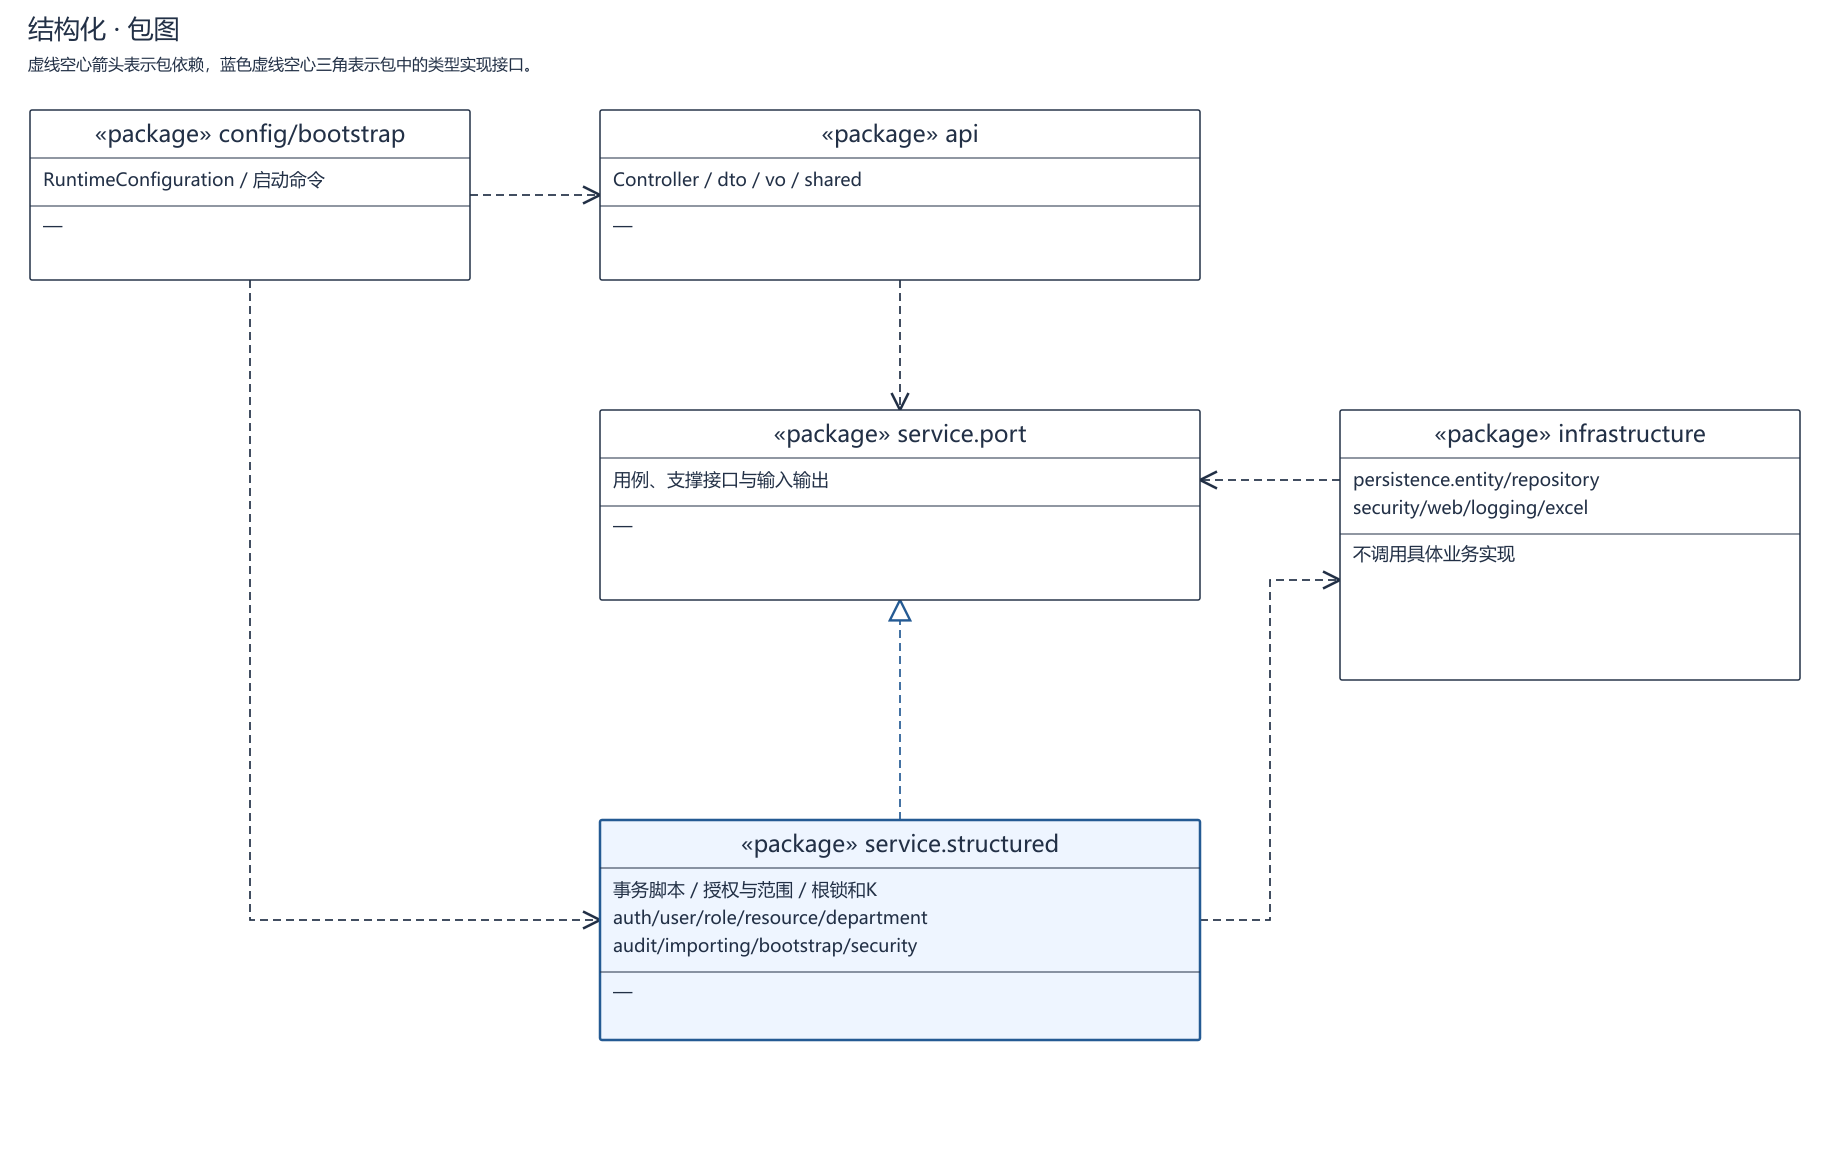 结构化 · 包图
虚线空心箭头表示包依赖，蓝色虚线空心三角表示包中的类型实现接口。
«package» config/bootstrap
RuntimeConfiguration / 启动命令
—
«package» api
Controller / dto / vo / shared
—
«package» service.port
用例、支撑接口与输入输出
—
«package» infrastructure
persistence.entity/repository
security/web/logging/excel
不调用具体业务实现
«package» service.structured
事务脚本 / 授权与范围 / 根锁和K
auth/user/role/resource/department
audit/importing/bootstrap/security
—